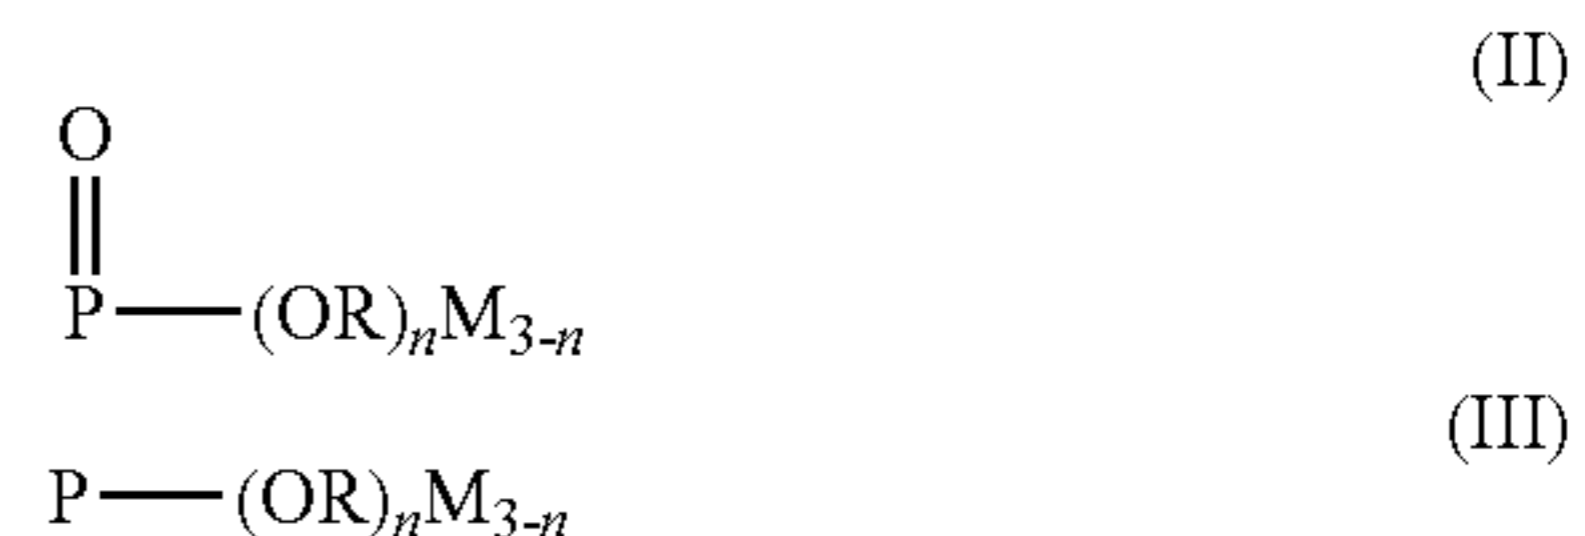 (II)
O
P—(OR)nM3-n
(III)
P—(OR)nM3-n